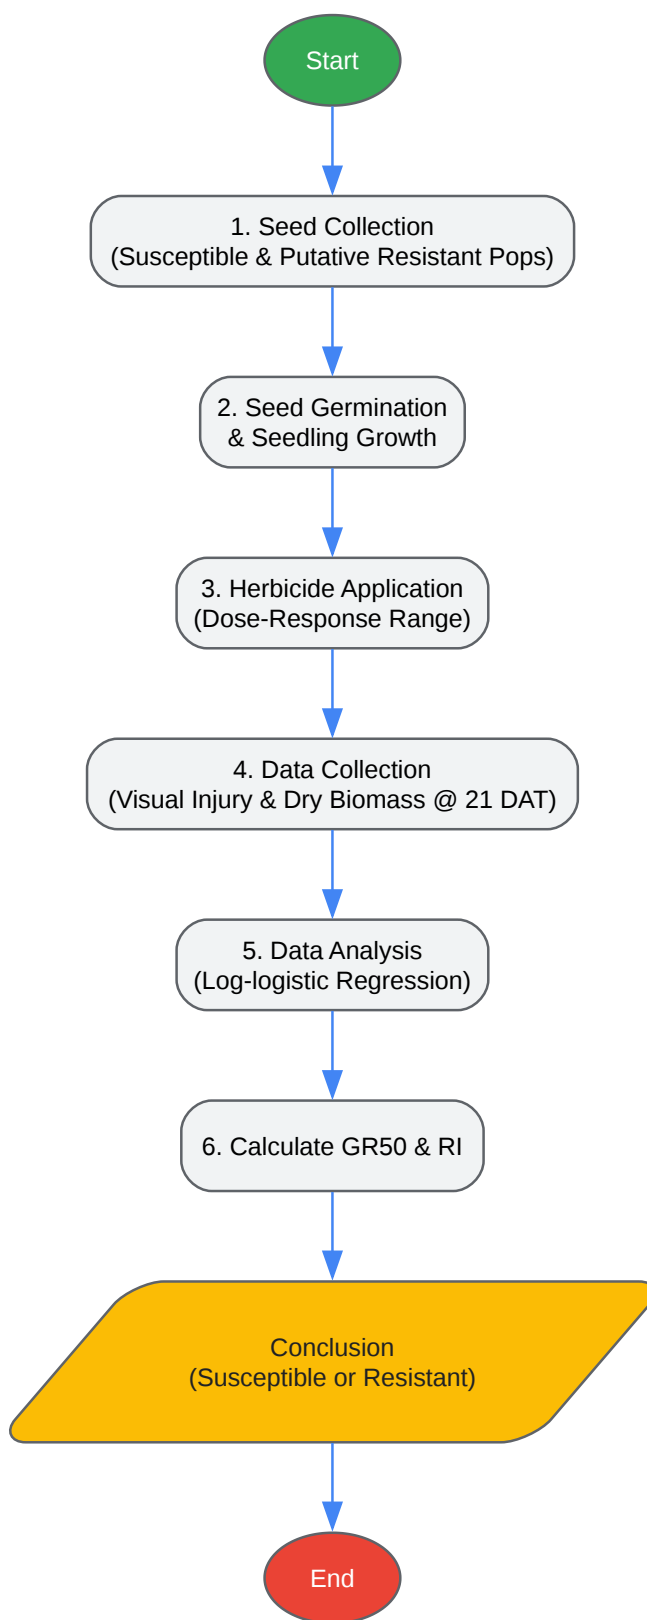 Start
1. Seed Collection
(Susceptible & Putative Resistant Pops)
2. Seed Germination
& Seedling Growth
3. Herbicide Application
(Dose-Response Range)
4. Data Collection
(Visual Injury & Dry Biomass @ 21 DAT)
5. Data Analysis
(Log-logistic Regression)
6. Calculate GR50 & RI
Conclusion
(Susceptible or Resistant)
End